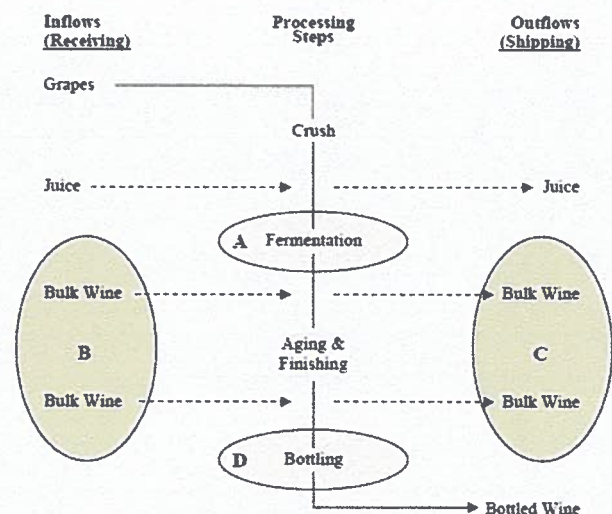 Inflows
(Receiving)
Processing
Steps
Outflows
(Shipping)
Grapes
Crush
Juice
Juice
A Fermentation
Bulk Wine
Bulk Wine
B
Aging &
Finishing
C
Bulk Wine
Bulk Wine
D Bottling
Bottled Wine